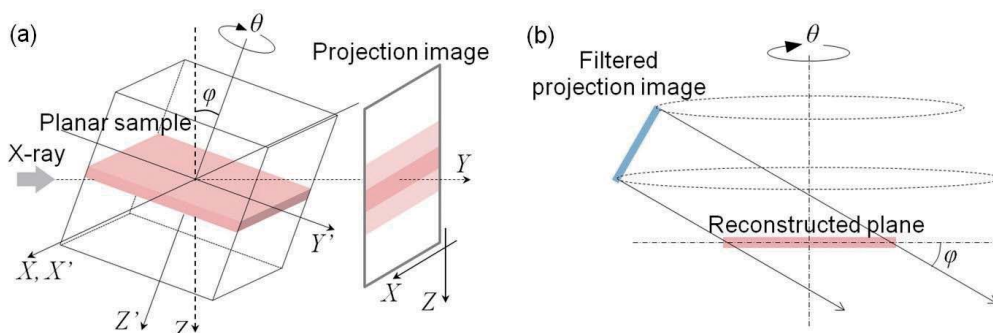 (a)
θ
Projection image
φ
Planar sample
X-ray
Y
Y'
X, X'
X
Z
Z'
Z
(b)
θ
Filtered
projection image
Reconstructed plane
φ